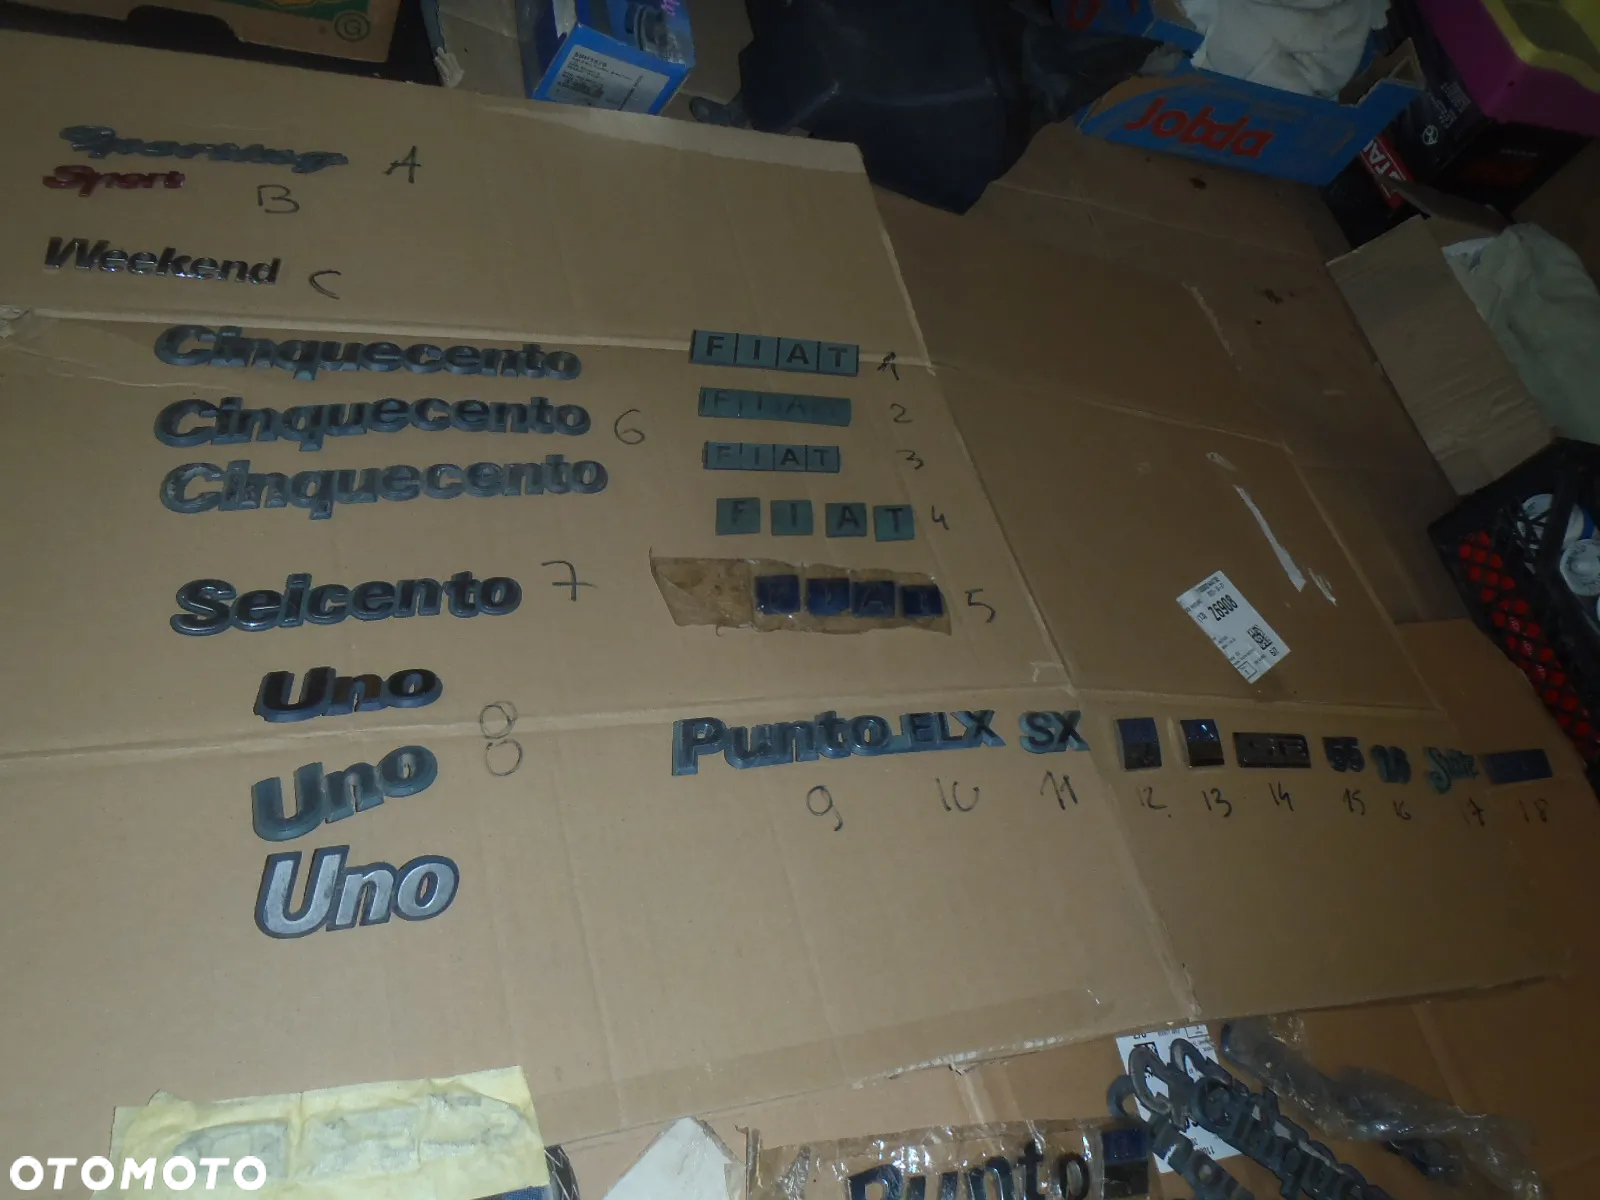 Sporting A
Sport B
Weekend C
Cinquecento
Cinquecento 6
Cinquecento
Seicento 7
Uno
Uno 8
Uno
FIAT 1
FIAT 2
FIAT 3
FIAT 4
FIAT 5
Punto ELX SX 55
9 10 11 12 13 14 15 16 17 18
Jobda
Z6908
Punto
OTOMOTO